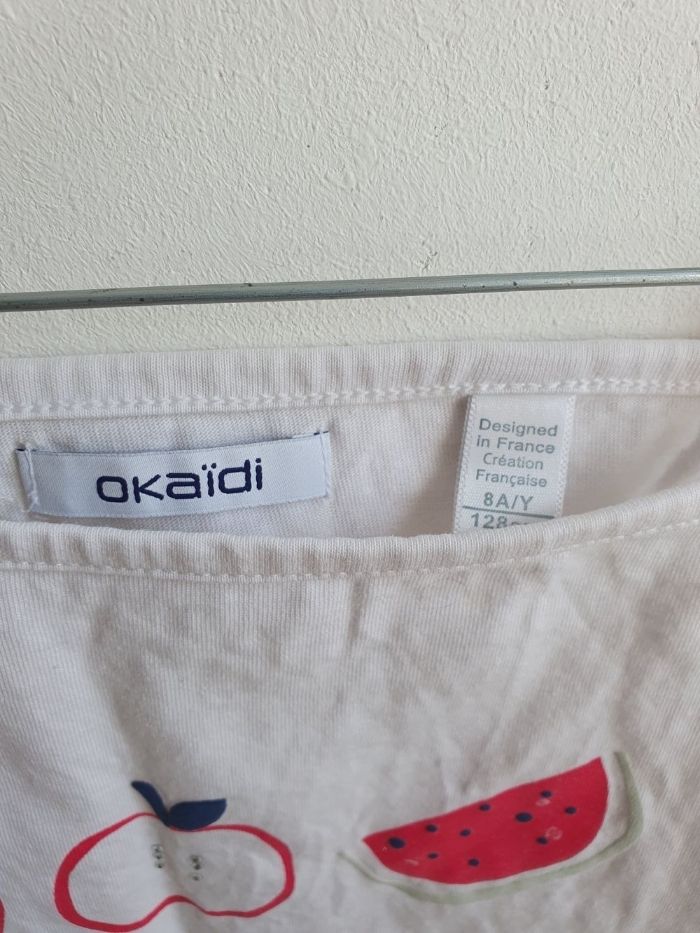 okaïdi
Designed
in France
Création
Française
8A/Y